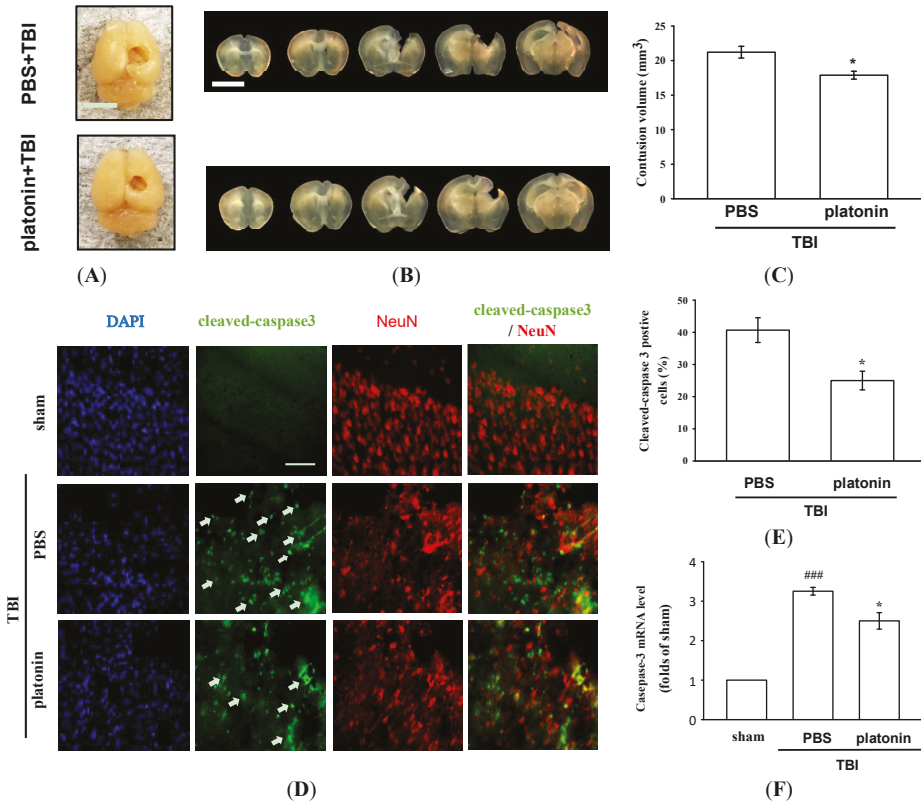 PBS+TBI
platonin+TBI
(A)
(B)
Contusion volume (mm³)
25
20
15
10
5
0
*
PBS
platonin
TBI
(C)
DAPI
cleaved-caspase3
NeuN
cleaved-caspase3
/ NeuN
sham
TBI
PBS
platonin
(D)
Cleaved-caspase 3 postive
cells (%)
50
40
30
20
10
0
*
PBS
platonin
TBI
(E)
Casepase-3 mRNA level
(folds of sham)
4
3
2
1
0
###
*
sham
PBS
platonin
TBI
(F)